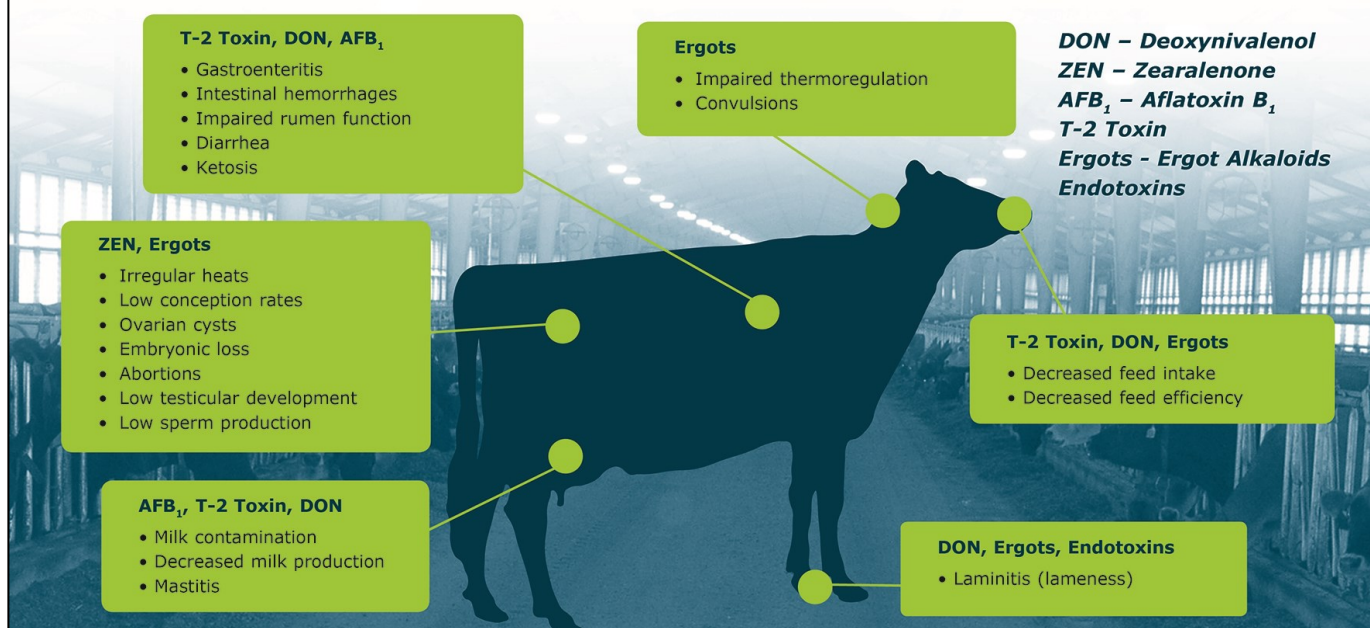 T-2 Toxin, DON, AFB₁
• Gastroenteritis
• Intestinal hemorrhages
• Impaired rumen function
• Diarrhea
• Ketosis
Ergots
• Impaired thermoregulation
• Convulsions
DON – Deoxynivalenol
ZEN – Zearalenone
AFB₁ – Aflatoxin B₁
T-2 Toxin
Ergots - Ergot Alkaloids
Endotoxins
ZEN, Ergots
• Irregular heats
• Low conception rates
• Ovarian cysts
• Embryonic loss
• Abortions
• Low testicular development
• Low sperm production
T-2 Toxin, DON, Ergots
• Decreased feed intake
• Decreased feed efficiency
AFB₁, T-2 Toxin, DON
• Milk contamination
• Decreased milk production
• Mastitis
DON, Ergots, Endotoxins
• Laminitis (lameness)